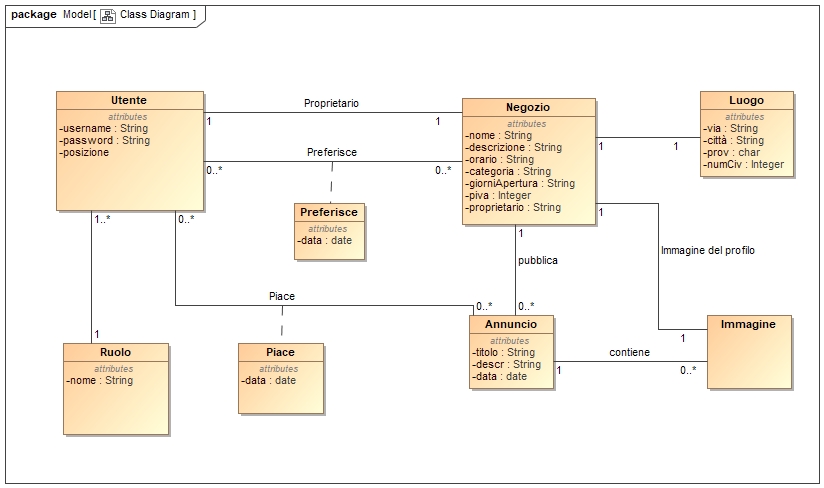 package Model[ Class Diagram ]
Utente
attributes
-username : String
-password : String
-posizione
Proprietario
1
1
Preferisce
0..*
0..*
Preferisce
attributes
-data : date
Negozio
attributes
-nome : String
-descrizione : String
-orario : String
-categoria : String
-giorniApertura : String
-piva : Integer
-proprietario : String
1
1
Luogo
attributes
-via : String
-città : String
-prov : char
-numCiv : Integer
1
Immagine del profilo
1
1
pubblica
0..*
1..*
1
0..*
Piace
0..*
Ruolo
attributes
-nome : String
Piace
attributes
-data : date
Annuncio
attributes
-titolo : String
-descr : String
-data : date
contiene
1
0..*
Immagine